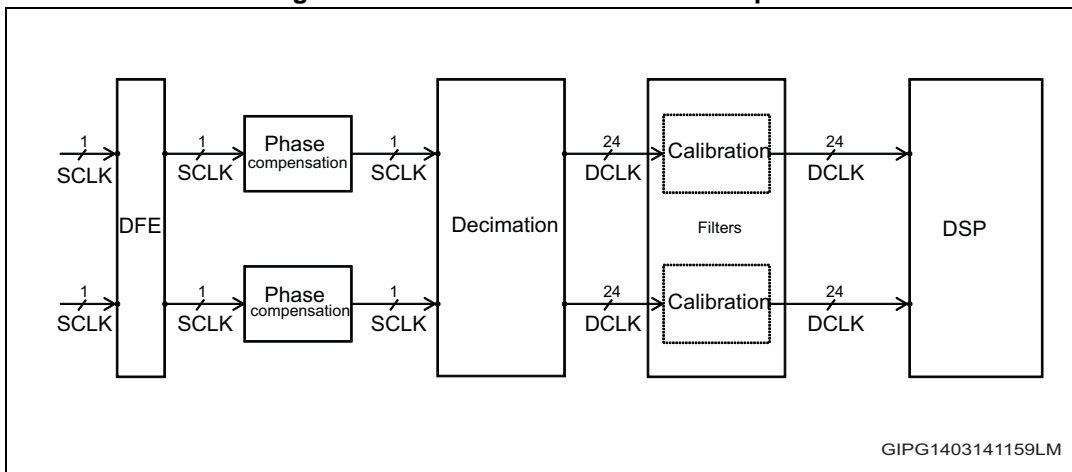 1
SCLK
DFE
1
SCLK
Phase
compensation
1
SCLK
Decimation
24
DCLK
Calibration
Filters
24
DCLK
DSP
1
SCLK
1
SCLK
Phase
compensation
1
SCLK
24
DCLK
Calibration
24
DCLK
GIPG1403141159LM